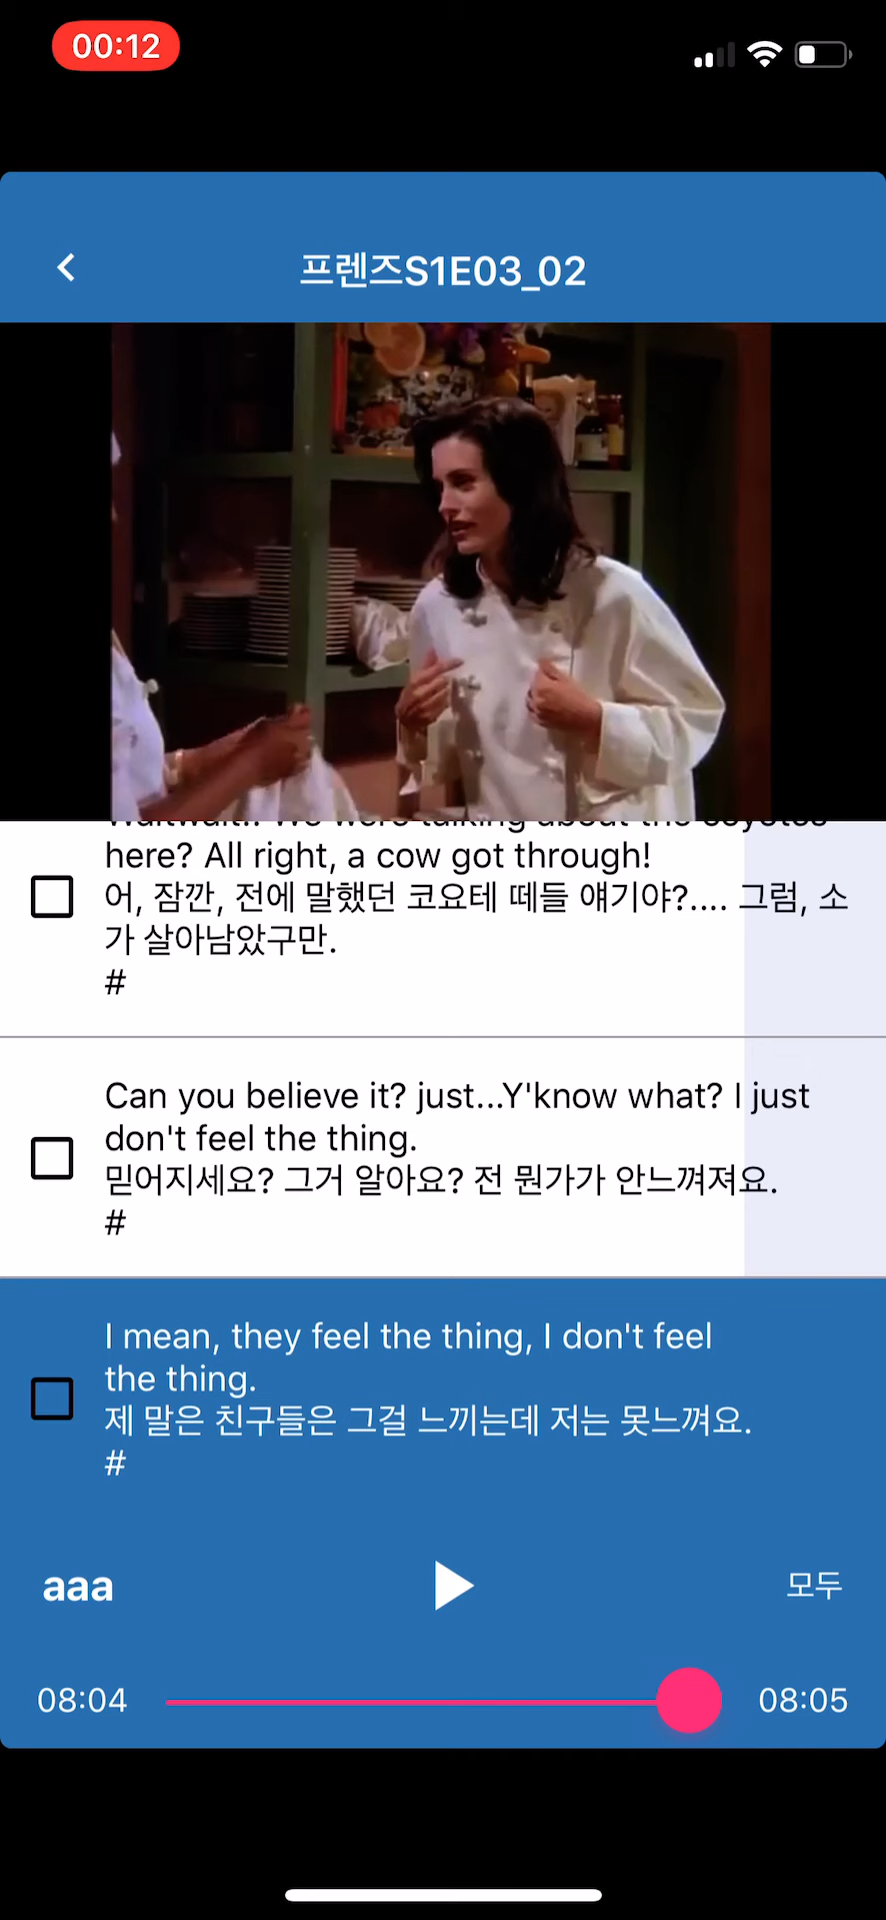 00:12
프렌즈S1E03_02
here? All right, a cow got through!
어, 잠깐, 전에 말했던 코요테 떼들 얘기야?.... 그럼, 소
가 살아남았구만.
#
Can you believe it? just...Y'know what? I just
don't feel the thing.
믿어지세요? 그거 알아요? 전 뭔가가 안느껴져요.
#
I mean, they feel the thing, I don't feel
the thing.
제 말은 친구들은 그걸 느끼는데 저는 못느껴요.
#
aaa
모두
08:04
08:05